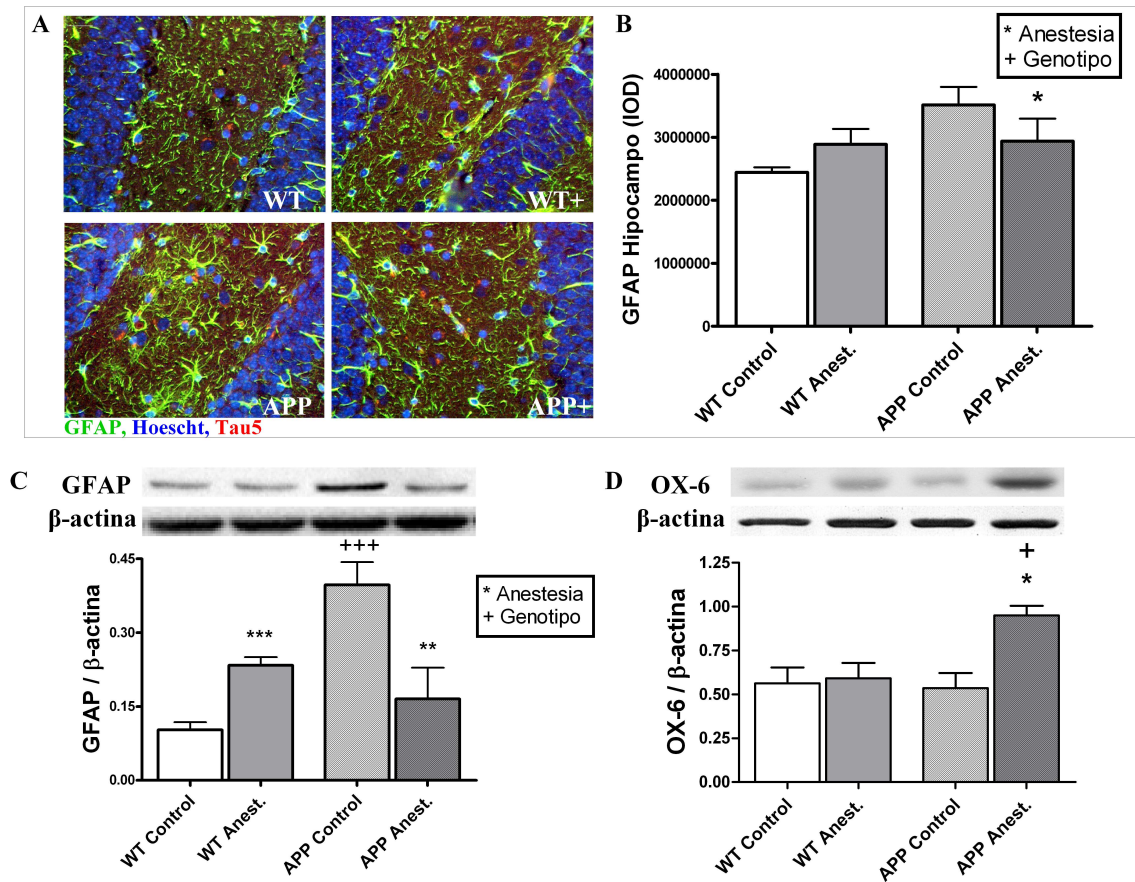 A
WT
WT+
APP
APP+
GFAP, Hoescht, Tau5
B
* Anestesia
+ Genotipo
GFAP Hipocampo (IOD)
4000000
3000000
2000000
1000000
0
*
WT Control
WT Anest.
APP Control
APP Anest.
C
GFAP
β-actina
GFAP / β-actina
0.45
0.30
0.15
0.00
***
+++
**
* Anestesia
+ Genotipo
WT Control
WT Anest.
APP Control
APP Anest.
D
OX-6
β-actina
OX-6 / β-actina
1.25
1.00
0.75
0.50
0.25
0.00
+
*
WT Control
WT Anest.
APP Control
APP Anest.